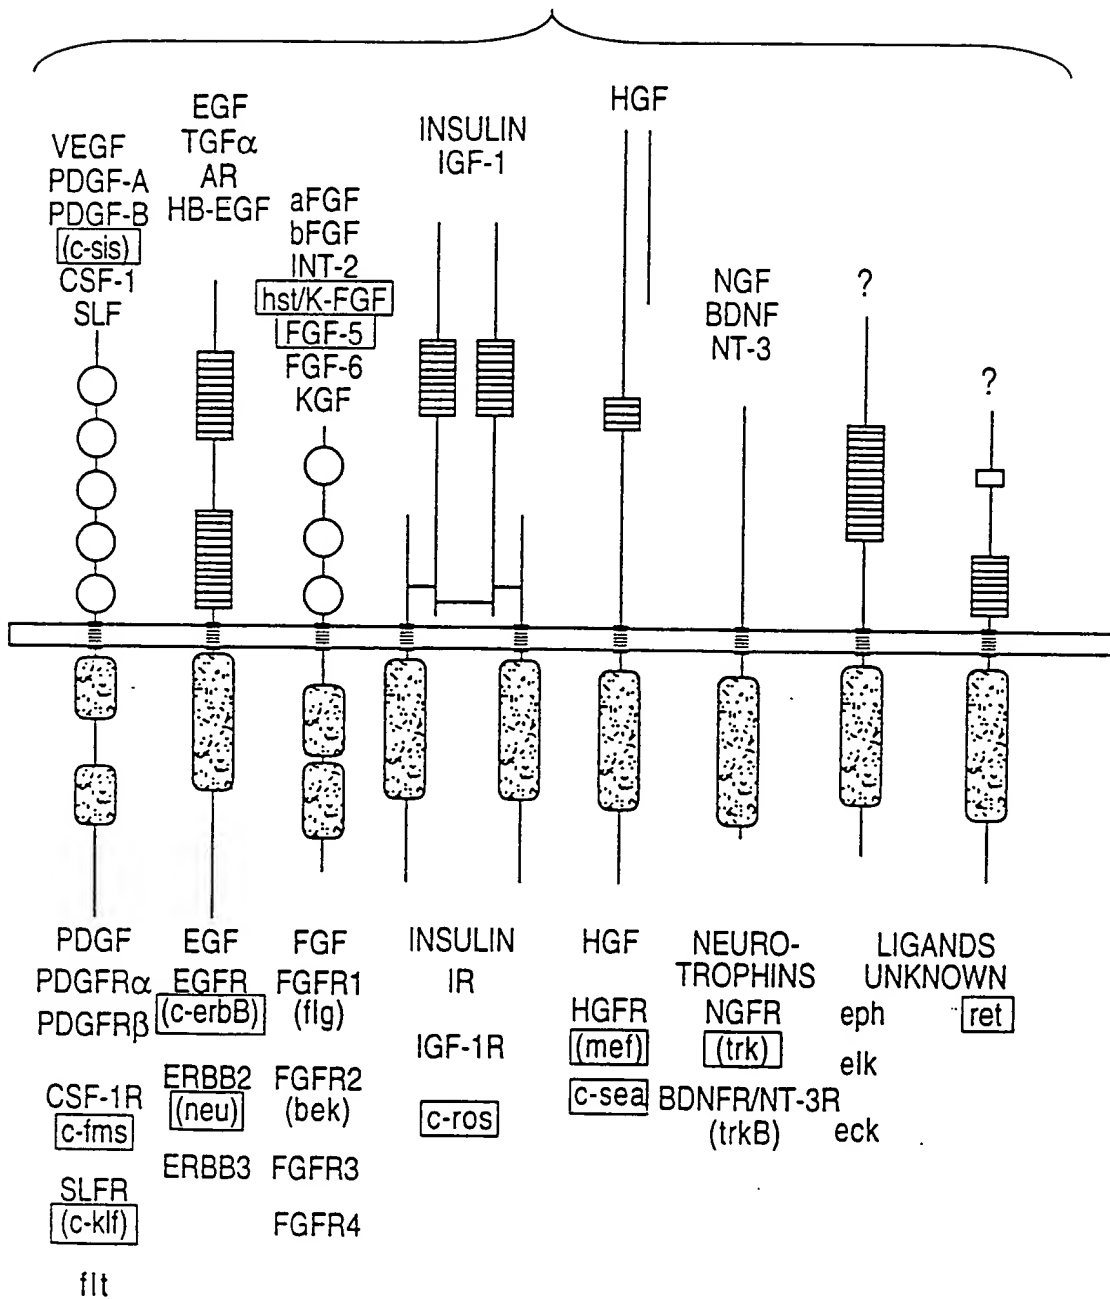 VEGF
PDGF-A
PDGF-B
(c-sis)
CSF-1
SLF
EGF
TGFα
AR
HB-EGF
aFGF
bFGF
INT-2
hst/K-FGF
FGF-5
FGF-6
KGF
INSULIN
IGF-1
HGF
NGF
BDNF
NT-3
?
?
PDGF
PDGFRα
PDGFRβ
CSF-1R
c-fms
SLFR
(c-klf)
flt
EGF
EGFR
(c-erbB)
ERBB2
(neu)
ERBB3
FGF
FGFR1
(flg)
FGFR2
(bek)
FGFR3
FGFR4
INSULIN
IR
IGF-1R
c-ros
HGF
HGFR
(mef)
c-sea
NEURO-
TROPHINS
NGFR
(trk)
BDNFR/NT-3R
(trkB)
LIGANDS
UNKNOWN
eph
elk
eck
ret